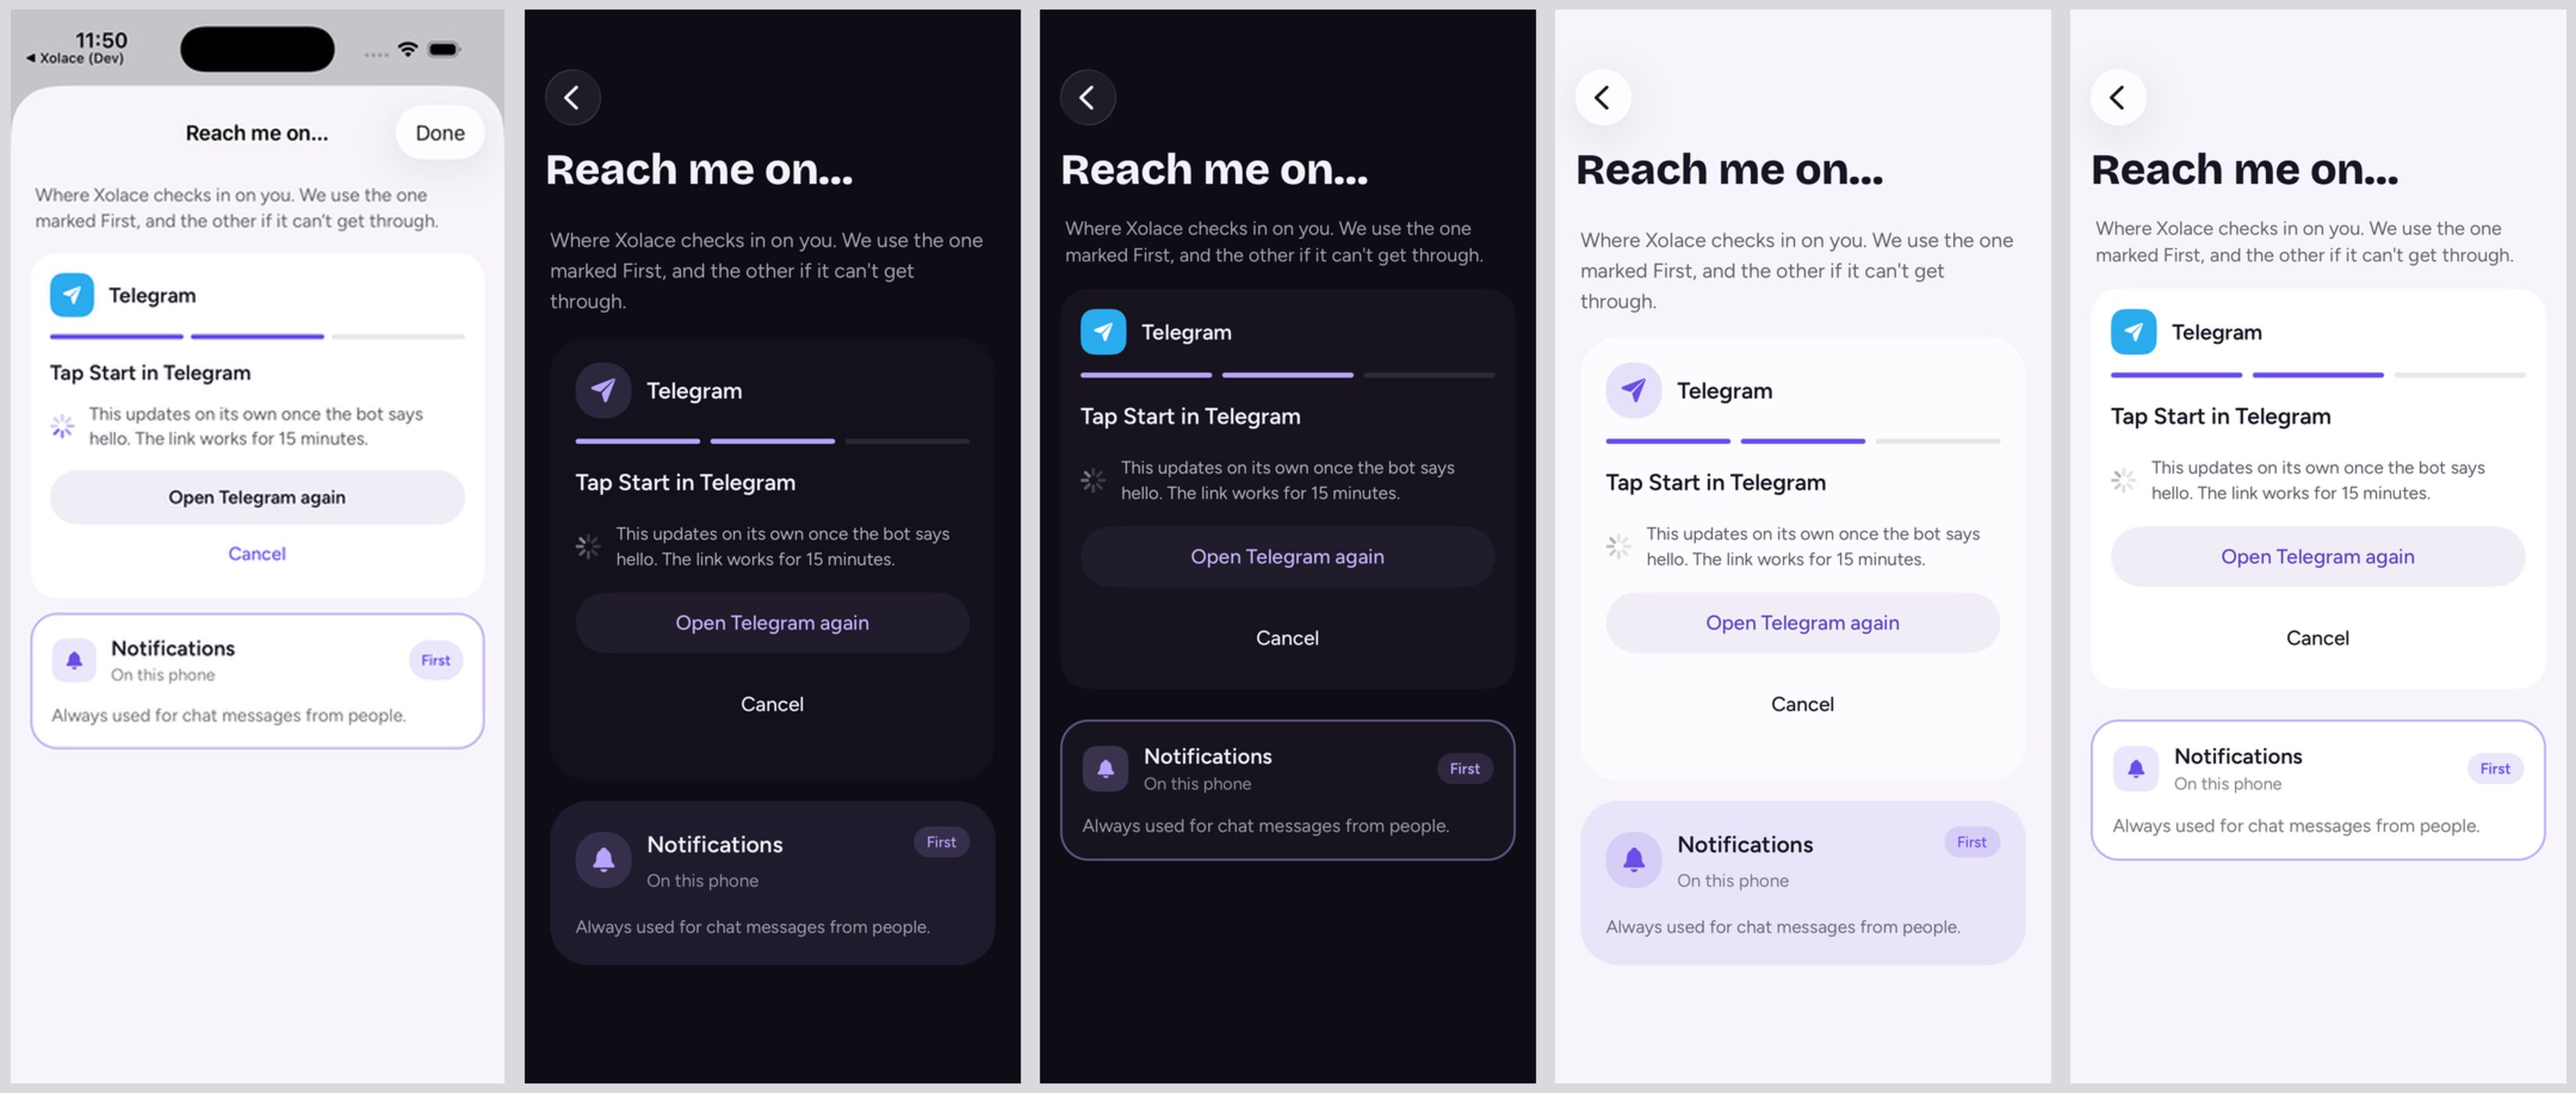 11:50
◀ Xolace (Dev)
Reach me on...
Done
Where Xolace checks in on you. We use the one
marked First, and the other if it can't get through.
Telegram
Tap Start in Telegram
This updates on its own once the bot says
hello. The link works for 15 minutes.
Open Telegram again
Cancel
Notifications
On this phone
First
Always used for chat messages from people.
Reach me on...
Where Xolace checks in on you. We use the one
marked First, and the other if it can't get
through.
Telegram
Tap Start in Telegram
This updates on its own once the bot says
hello. The link works for 15 minutes.
Open Telegram again
Cancel
Notifications
First
On this phone
Always used for chat messages from people.
Reach me on...
Where Xolace checks in on you. We use the one
marked First, and the other if it can't get through.
Telegram
Tap Start in Telegram
This updates on its own once the bot says
hello. The link works for 15 minutes.
Open Telegram again
Cancel
Notifications
On this phone
First
Always used for chat messages from people.
Reach me on...
Where Xolace checks in on you. We use the one
marked First, and the other if it can't get
through.
Telegram
Tap Start in Telegram
This updates on its own once the bot says
hello. The link works for 15 minutes.
Open Telegram again
Cancel
Notifications
First
On this phone
Always used for chat messages from people.
Reach me on...
Where Xolace checks in on you. We use the one
marked First, and the other if it can't get through.
Telegram
Tap Start in Telegram
This updates on its own once the bot says
hello. The link works for 15 minutes.
Open Telegram again
Cancel
Notifications
On this phone
First
Always used for chat messages from people.